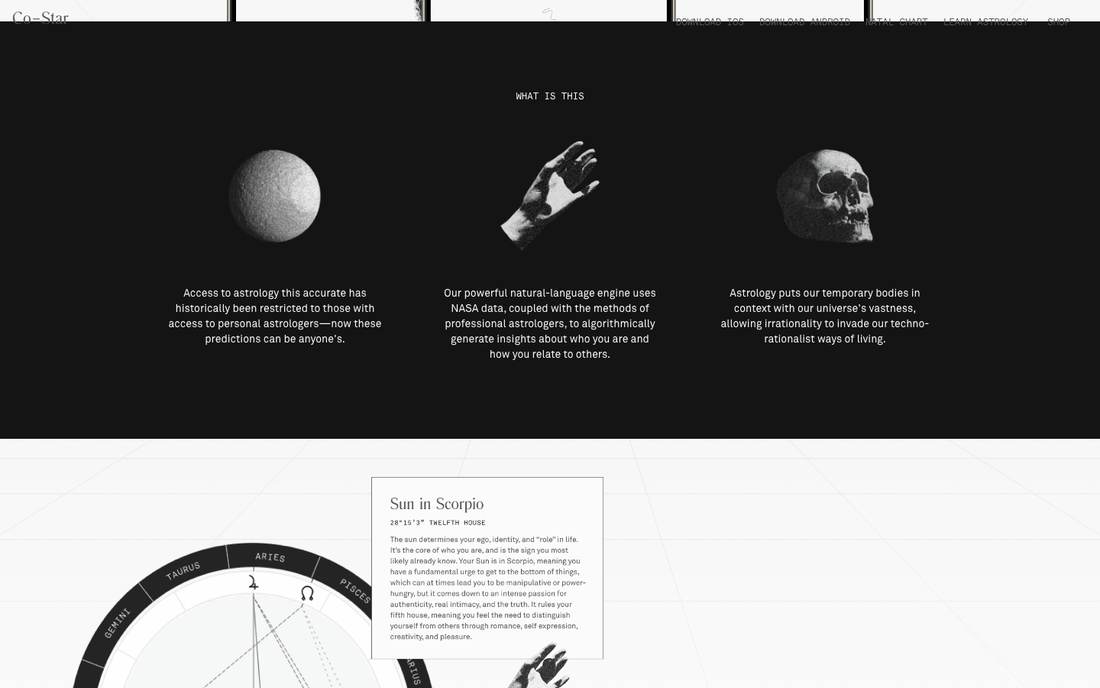 Co–Star
DOWNLOAD IOS DOWNLOAD ANDROID NATAL CHART LEARN ASTROLOGY SHOP
WHAT IS THIS
Access to astrology this accurate has
historically been restricted to those with
access to personal astrologers—now these
predictions can be anyone's.
Our powerful natural-language engine uses
NASA data, coupled with the methods of
professional astrologers, to algorithmically
generate insights about who you are and
how you relate to others.
Astrology puts our temporary bodies in
context with our universe's vastness,
allowing irrationality to invade our techno-
rationalist ways of living.
Sun in Scorpio
28°15'3" TWELFTH HOUSE
The sun determines your ego, identity, and "role" in life.
It's the core of who you are, and is the sign you most
likely already know. Your Sun is in Scorpio, meaning you
have a fundamental urge to get to the bottom of things,
which can at times lead you to be manipulative or power-
hungry, but it comes down to an intense passion for
authenticity, real intimacy, and the truth. It rules your
fifth house, meaning you feel the need to distinguish
yourself from others through romance, self expression,
creativity, and pleasure.
GEMINI
TAURUS
ARIES
PISCES
RIUS